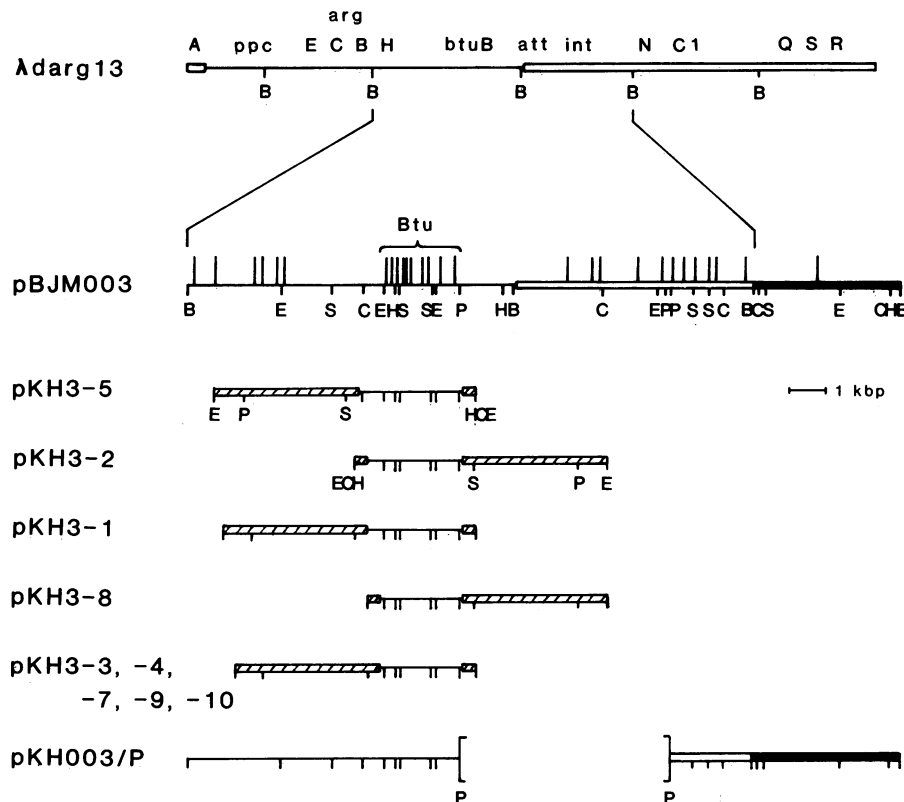 arg
A ppc E C B H btuB att int N C1 Q S R
λdarg13
B B B B B
Btu
pBJM003
B E S C E H S S E P H B C E P P S S C B C S E C H B
pKH3-5
E P S H C E
1 kbp
pKH3-2
E C H S P E
pKH3-1
pKH3-8
pKH3-3, -4,
-7, -9, -10
pKH003/P
P P